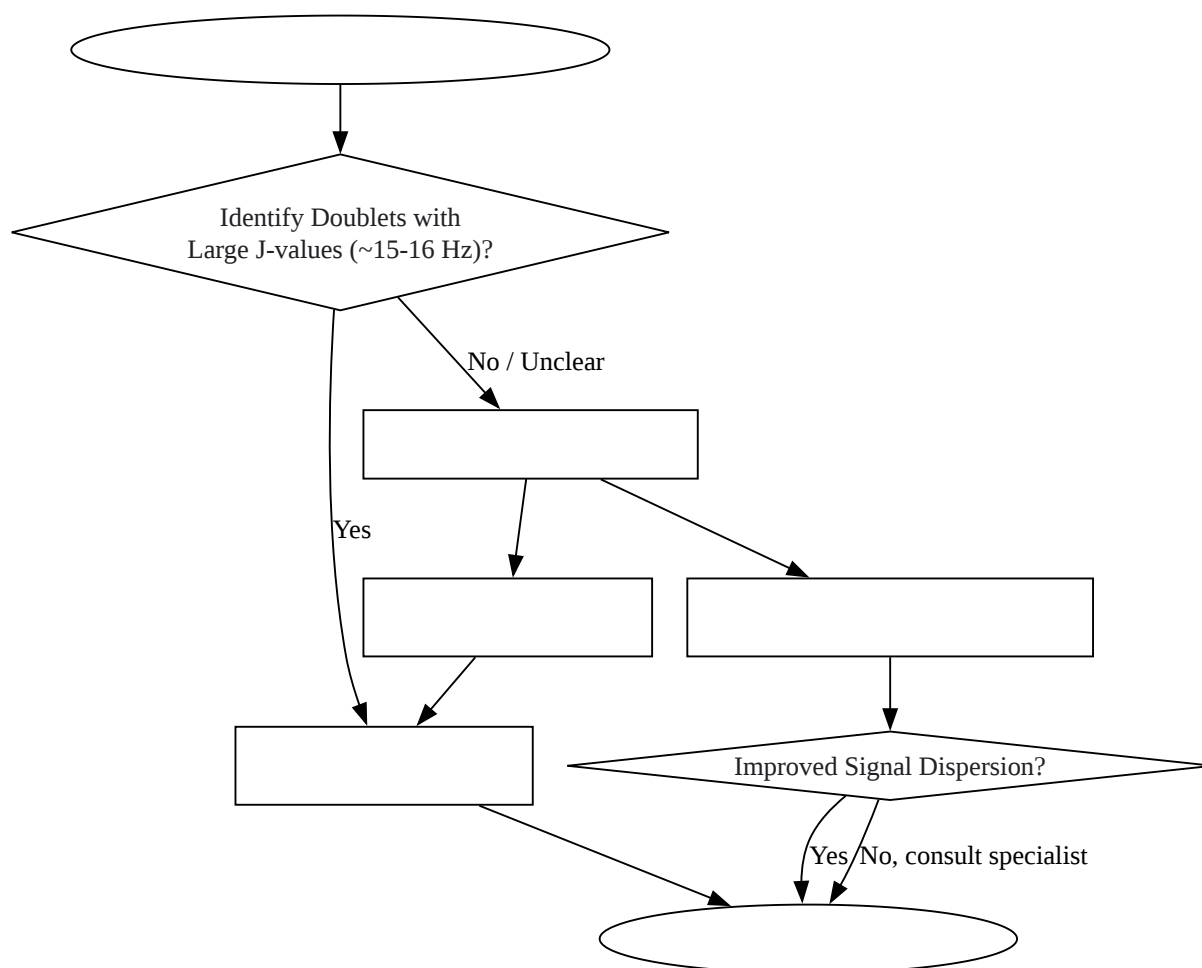 Identify Doublets with
Large J-values (~15-16 Hz)?
No / Unclear
Yes
Improved Signal Dispersion?
Yes
No, consult specialist